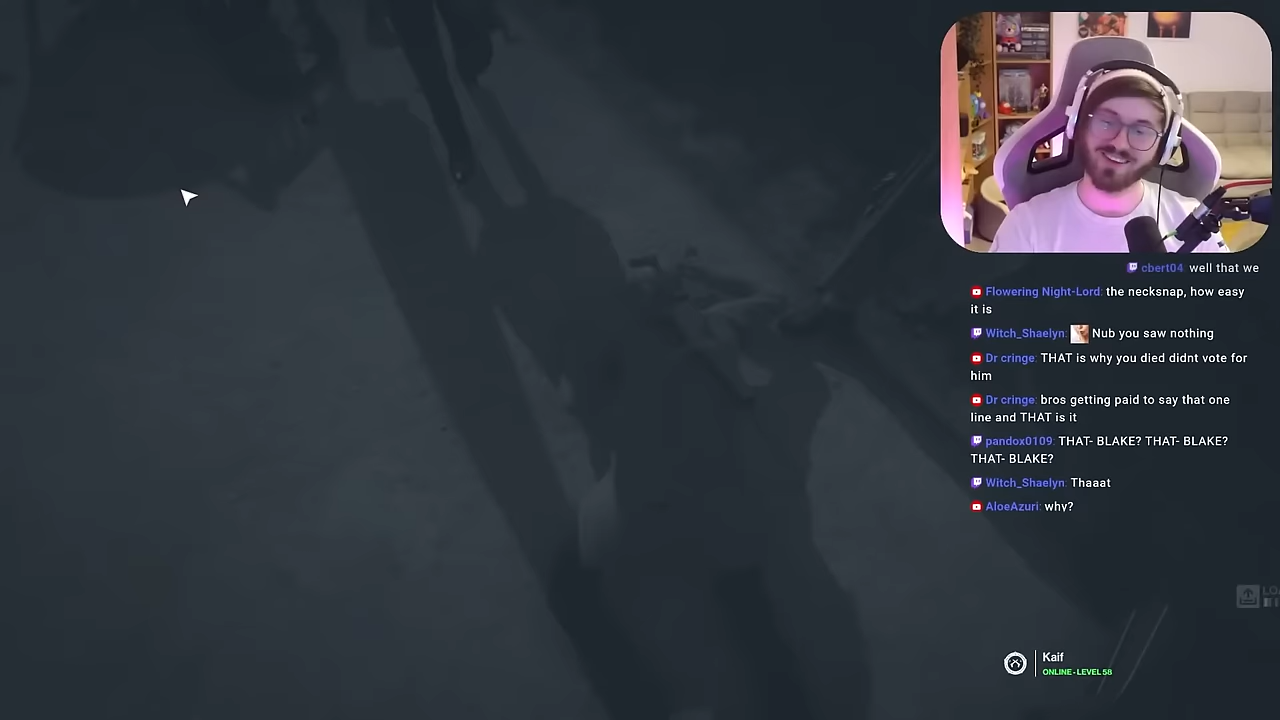 cbert04 well that we
Flowering Night-Lord: the necksnap, how easy
it is
Witch_Shaelyn: Nub you saw nothing
Dr cringe: THAT is why you died didnt vote for
him
Dr cringe: bros getting paid to say that one
line and THAT is it
pandox0109: THAT- BLAKE? THAT- BLAKE?
THAT- BLAKE?
Witch_Shaelyn: Thaaat
AloeAzuri: why?
Kaif
ONLINE - LEVEL 58